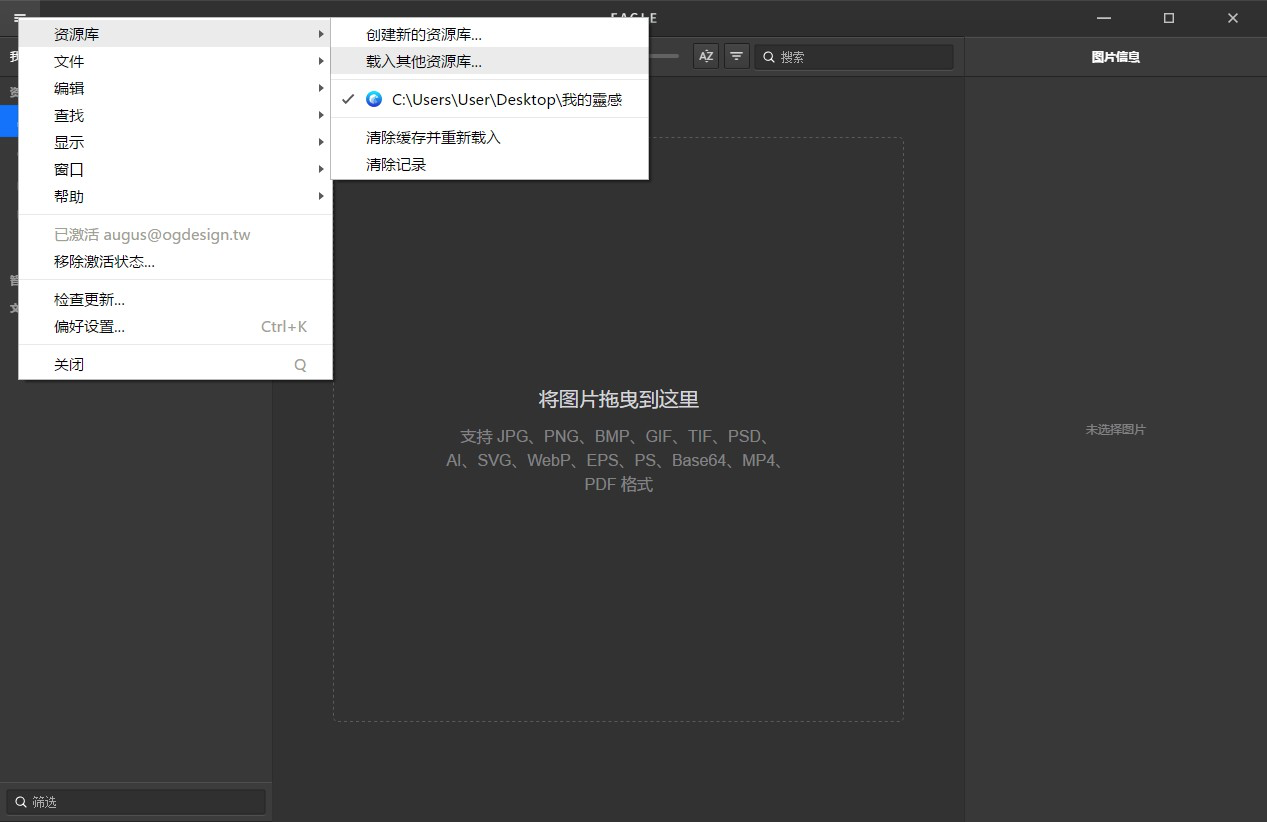 EAGLE
资源库
文件
编辑
查找
显示
窗口
帮助
已激活 augus@ogdesign.tw
移除激活状态...
检查更新...
偏好设置... Ctrl+K
关闭 Q
创建新的资源库...
载入其他资源库...
C:\Users\User\Desktop\我的靈感
清除缓存并重新载入
清除记录
搜索
图片信息
将图片拖曳到这里
支持 JPG、PNG、BMP、GIF、TIF、PSD、
AI、SVG、WebP、EPS、PS、Base64、MP4、
PDF 格式
未选择图片
筛选